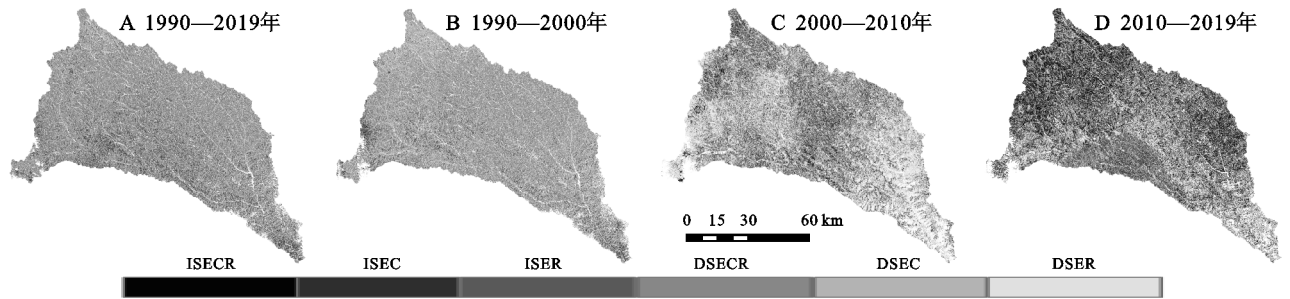 A 1990—2019年
B 1990—2000年
C 2000—2010年
D 2010—2019年
0 15 30 60 km
ISECR ISEC ISER DSECR DSEC DSER